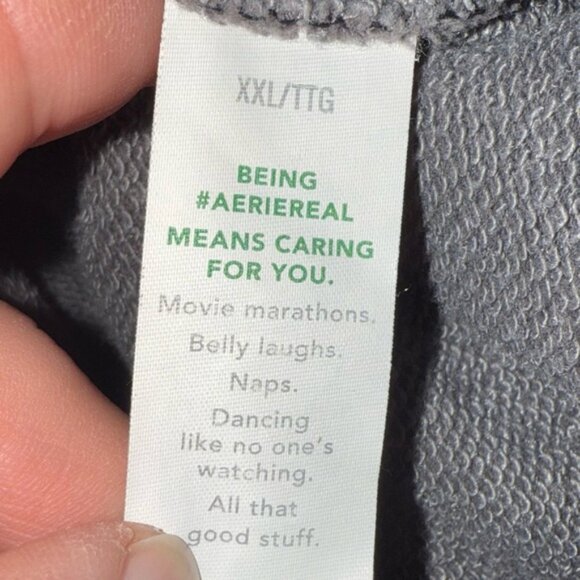 XXL/TTG
BEING
#AERIEREAL
MEANS CARING
FOR YOU.
Movie marathons.
Belly laughs.
Naps.
Dancing
like no one's
watching.
All that
good stuff.